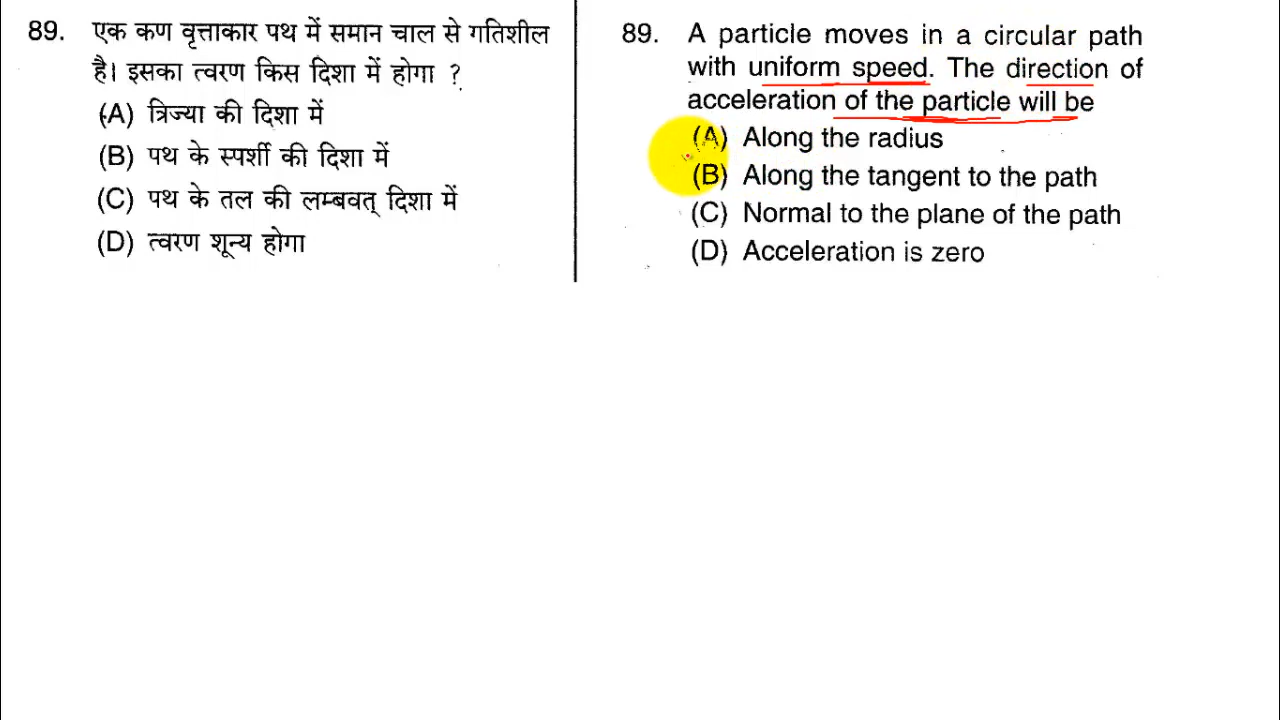 89. एक कण वृत्ताकार पथ में समान चाल से गतिशील
है। इसका त्वरण किस दिशा में होगा ?
(A) त्रिज्या की दिशा में
(B) पथ के स्पर्शी की दिशा में
(C) पथ के तल की लम्बवत् दिशा में
(D) त्वरण शून्य होगा
89. A particle moves in a circular path
with uniform speed. The direction of
acceleration of the particle will be
(A) Along the radius
(B) Along the tangent to the path
(C) Normal to the plane of the path
(D) Acceleration is zero